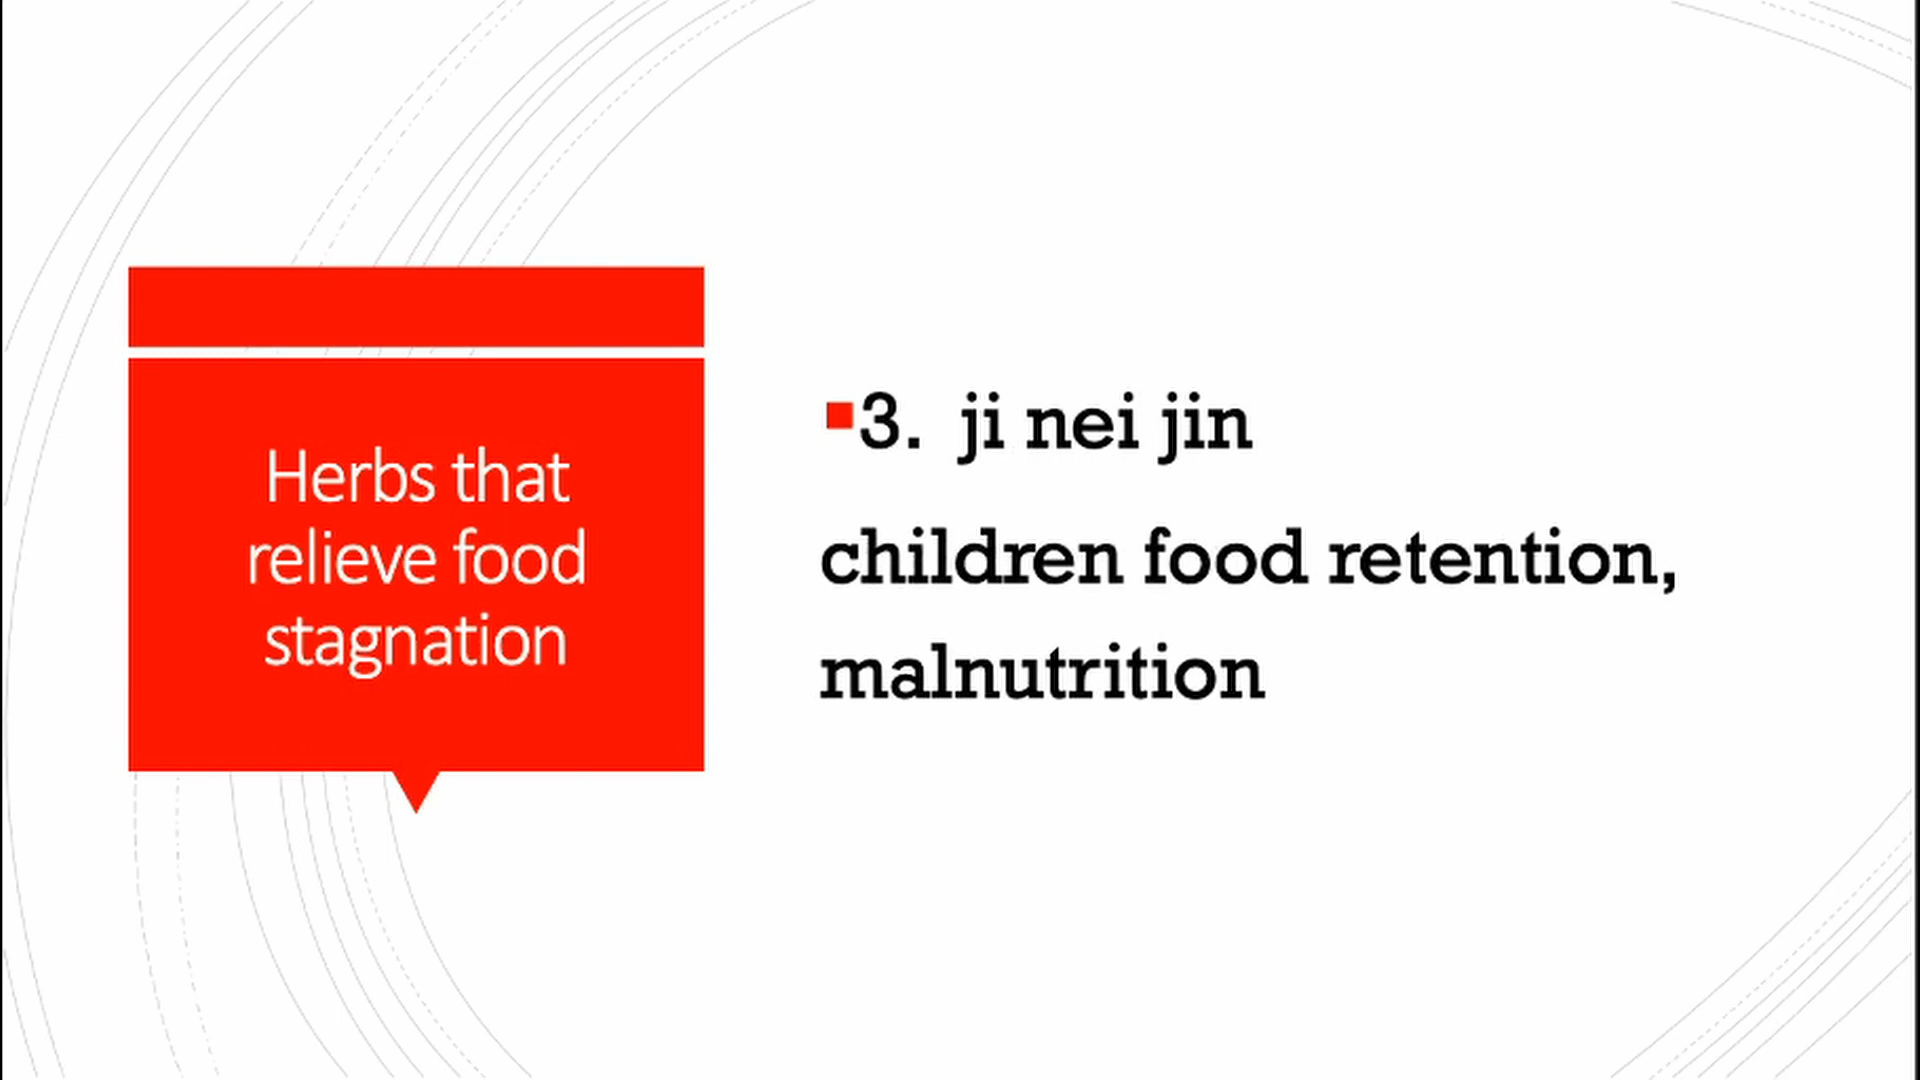 Herbs that
relieve food
stagnation
3. ji nei jin
children food retention,
malnutrition